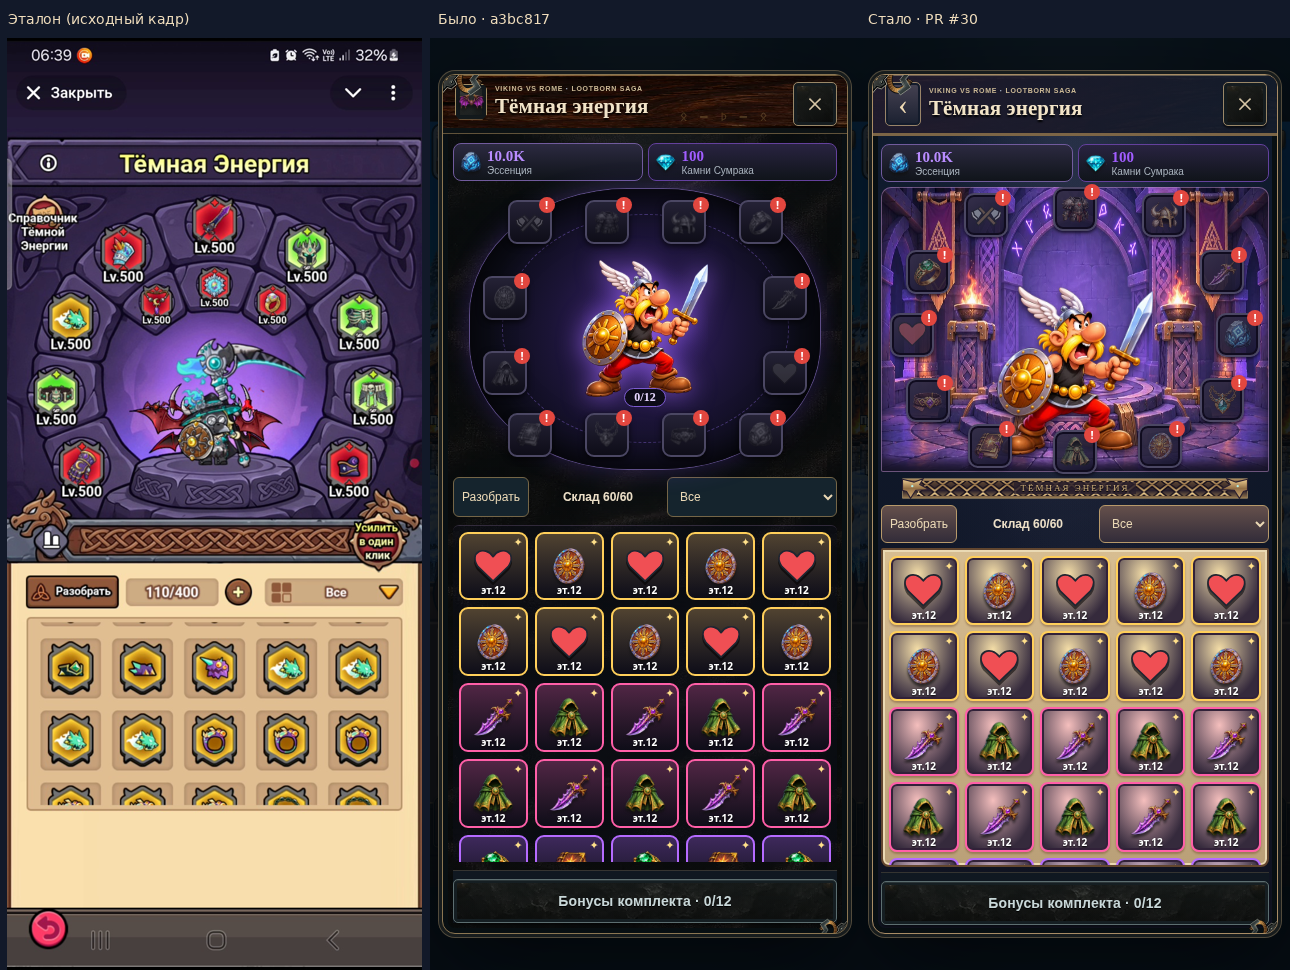 Эталон (исходный кадр)
06:39
Vo)) LTE
32%
Закрыть
Тёмная Энергия
Справочник
Тёмной
Энергии
Lv.500
Lv.500
Lv.500
Lv.500
Lv.500
Lv.500
Lv.500
Lv.500
Lv.500
Lv.500
Lv.500
Lv.500
Усилить
в один
клик
Разобрать
110/400
+
Все
Было · a3bc817
VIKING VS ROME · LOOTBORN SAGA
Тёмная энергия
×
10.0K
Эссенция
100
Камни Сумрака
! ! ! !
! !
! !
0/12
! ! ! !
Разобрать
Склад 60/60
Все
эт.12 эт.12 эт.12 эт.12 эт.12
эт.12 эт.12 эт.12 эт.12 эт.12
эт.12 эт.12 эт.12 эт.12 эт.12
эт.12 эт.12 эт.12 эт.12 эт.12
Бонусы комплекта · 0/12
Стало · PR #30
‹
VIKING VS ROME · LOOTBORN SAGA
Тёмная энергия
×
10.0K
Эссенция
100
Камни Сумрака
! ! !
! !
! !
! !
! ! !
ТЁМНАЯ ЭНЕРГИЯ
Разобрать
Склад 60/60
Все
эт.12 эт.12 эт.12 эт.12 эт.12
эт.12 эт.12 эт.12 эт.12 эт.12
эт.12 эт.12 эт.12 эт.12 эт.12
эт.12 эт.12 эт.12 эт.12 эт.12
Бонусы комплекта · 0/12